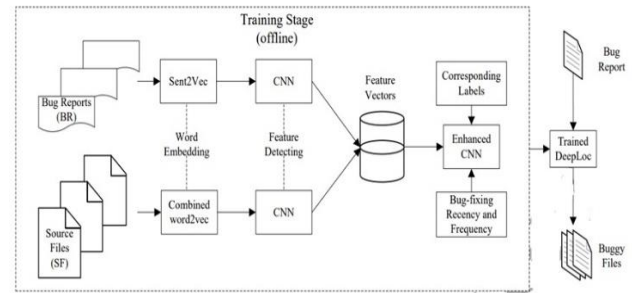 Training Stage
(offline)
Bug Reports
(BR)
Sent2Vec
CNN
Feature
Vectors
Corresponding
Labels
Bug
Report
Word
Embedding
Feature
Detecting
Enhanced
CNN
Trained
DeepLoc
Source
Files
(SF)
Combined
word2vec
CNN
Bug-fixing
Recency and
Frequency
Buggy
Files